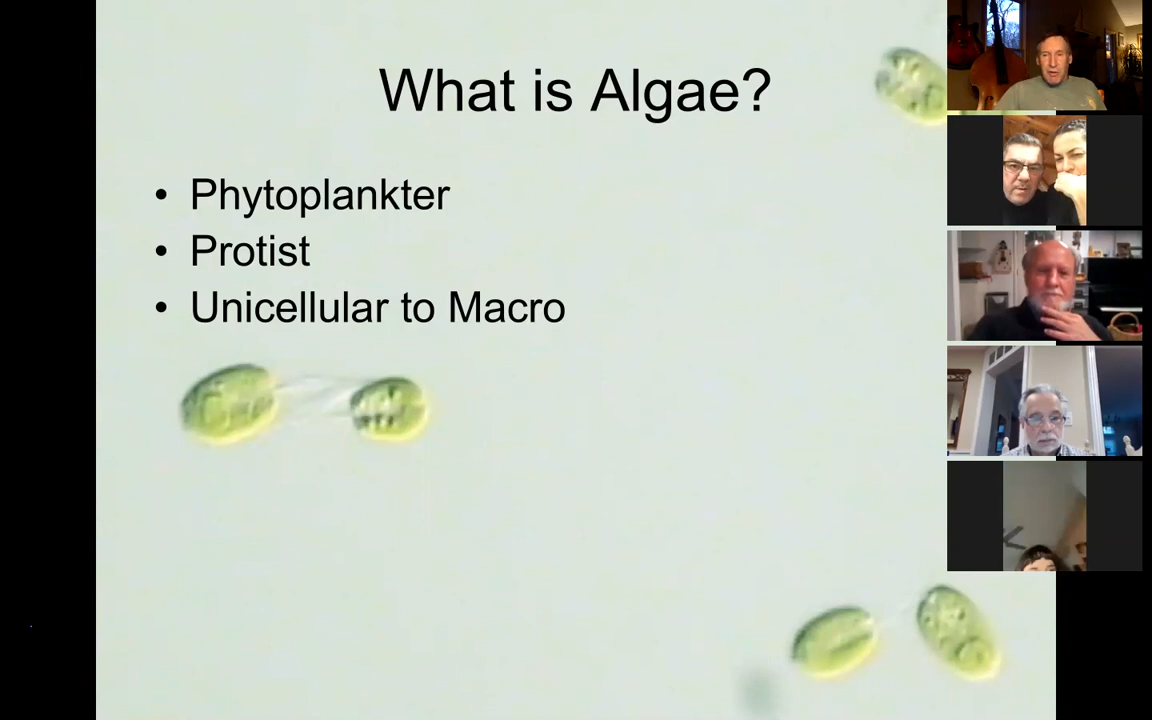 What is Algae?
• Phytoplankter
• Protist
• Unicellular to Macro